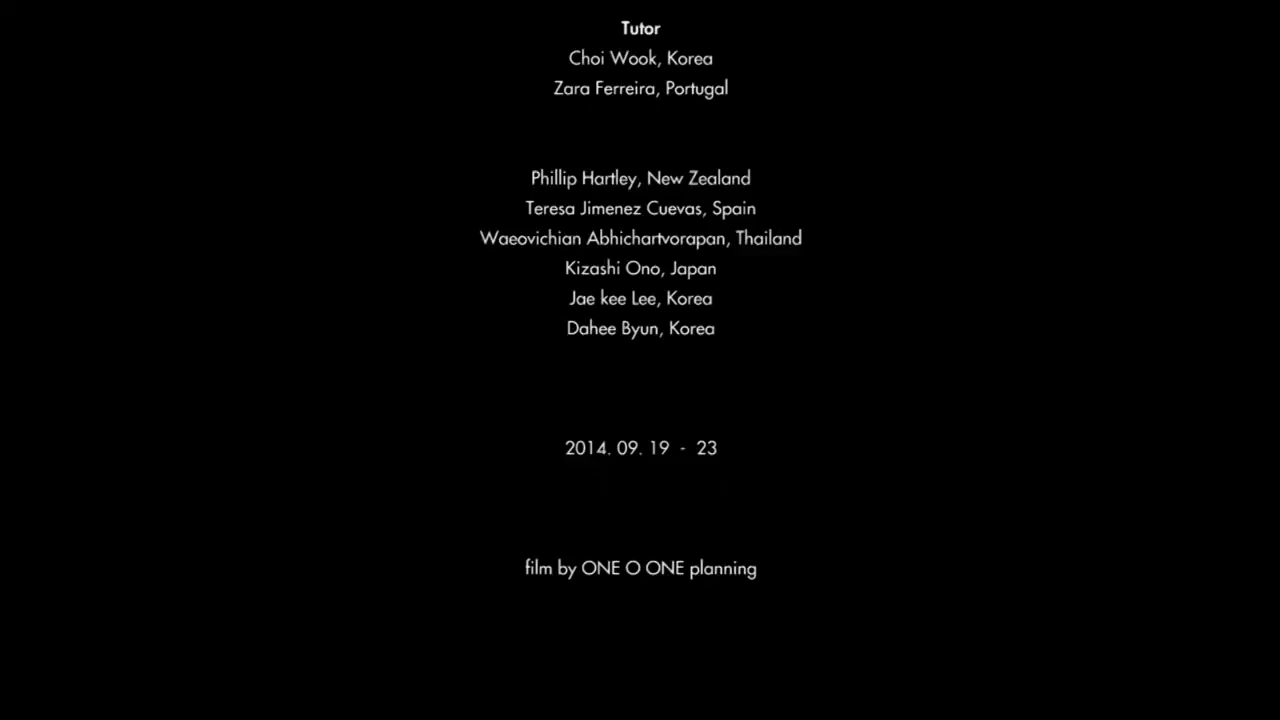 Tutor
Choi Wook, Korea
Zara Ferreira, Portugal
Phillip Hartley, New Zealand
Teresa Jimenez Cuevas, Spain
Waeovichian Abhichartvorapan, Thailand
Kizashi Ono, Japan
Jae kee Lee, Korea
Dahee Byun, Korea
2014. 09. 19 - 23
film by ONE O ONE planning